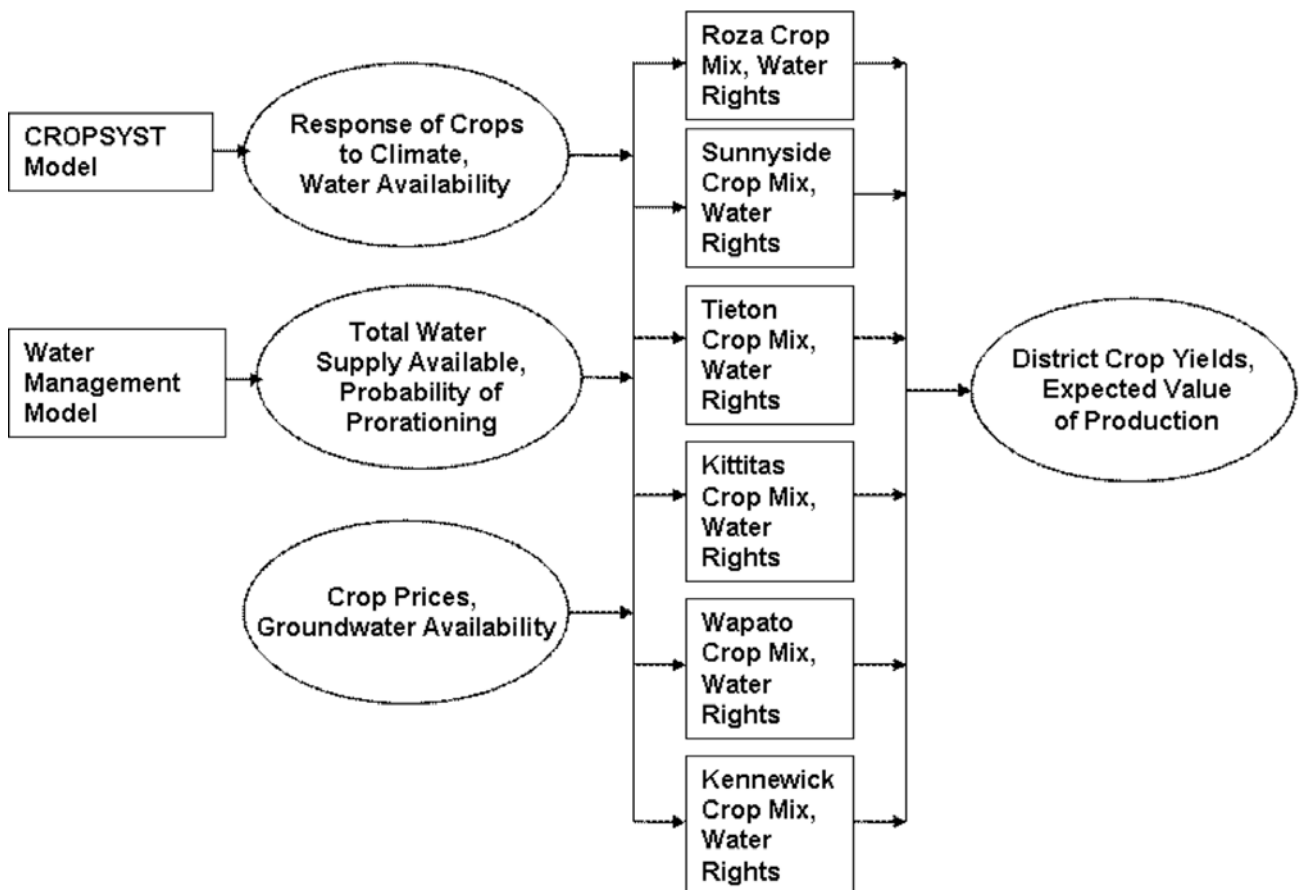 CROPSYST
Model
Response of Crops
to Climate,
Water Availability
Water
Management
Model
Total Water
Supply Available,
Probability of
Prorationing
Crop Prices,
Groundwater Availability
Roza Crop
Mix, Water
Rights
Sunnyside
Crop Mix,
Water
Rights
Tieton
Crop Mix,
Water
Rights
Kittitas
Crop Mix,
Water
Rights
Wapato
Crop Mix,
Water
Rights
Kennewick
Crop Mix,
Water
Rights
District Crop Yields,
Expected Value
of Production